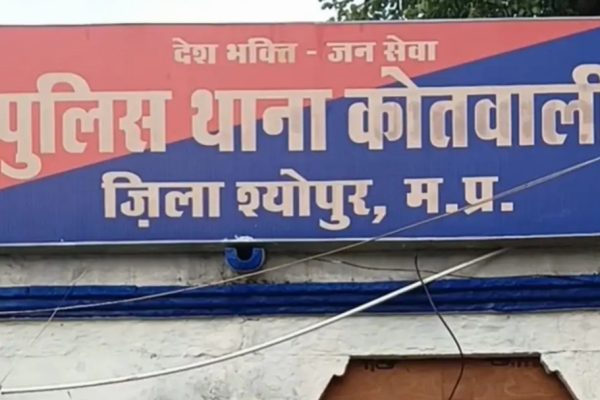 देश भक्ति - जन सेवा
पुलिस थाना कोतवाली
ज़िला श्योपुर, म.प्र.